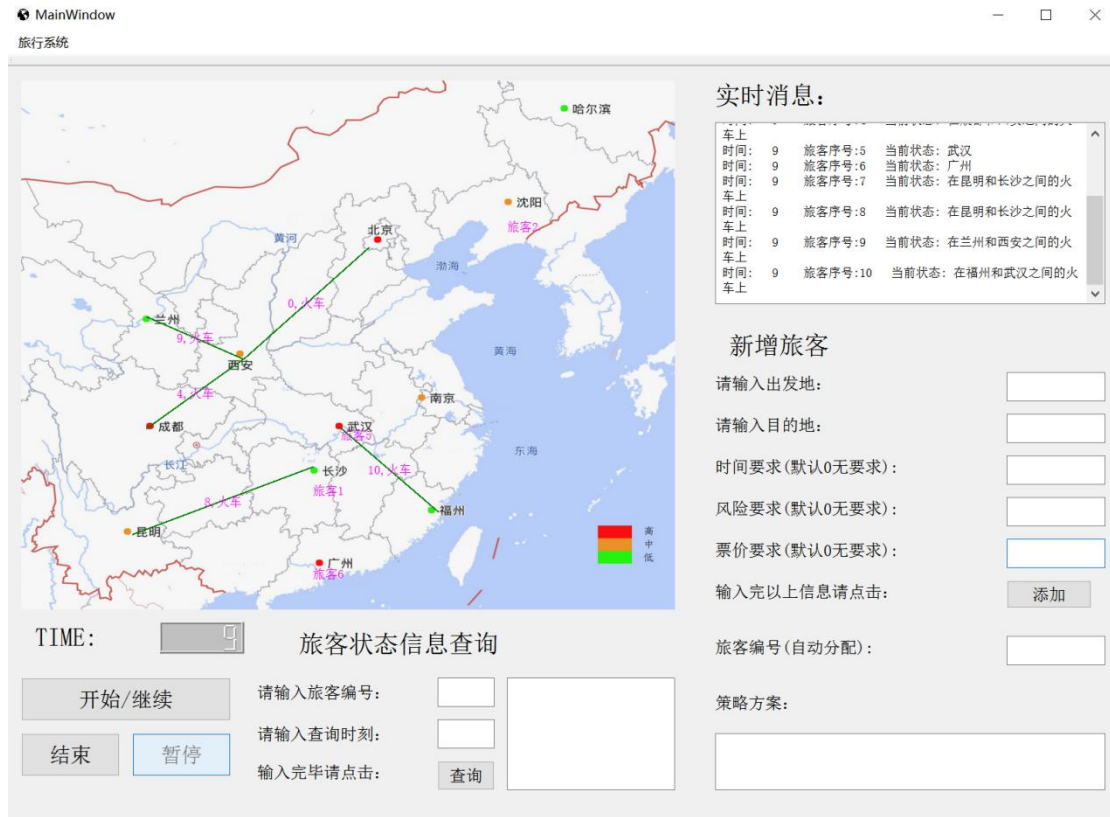 MainWindow
旅行系统
哈尔滨
沈阳
旅客2
北京
黄河
渤海
0,火车
兰州
9,火车
西安
黄海
4,火车
南京
成都
武汉
旅客5
东海
长江
长沙
10,火车
旅客1
8,火车
福州
昆明
高
中
低
广州
旅客6
TIME:
9
开始/继续
结束
暂停
旅客状态信息查询
请输入旅客编号:
请输入查询时刻:
输入完毕请点击:
查询
实时消息:
车上
时间: 9 旅客序号:5 当前状态: 武汉
时间: 9 旅客序号:6 当前状态: 广州
时间: 9 旅客序号:7 当前状态: 在昆明和长沙之间的火
车上
时间: 9 旅客序号:8 当前状态: 在昆明和长沙之间的火
车上
时间: 9 旅客序号:9 当前状态: 在兰州和西安之间的火
车上
时间: 9 旅客序号:10 当前状态: 在福州和武汉之间的火
车上
新增旅客
请输入出发地:
请输入目的地:
时间要求(默认0无要求):
风险要求(默认0无要求):
票价要求(默认0无要求):
输入完以上信息请点击:
添加
旅客编号(自动分配):
策略方案: